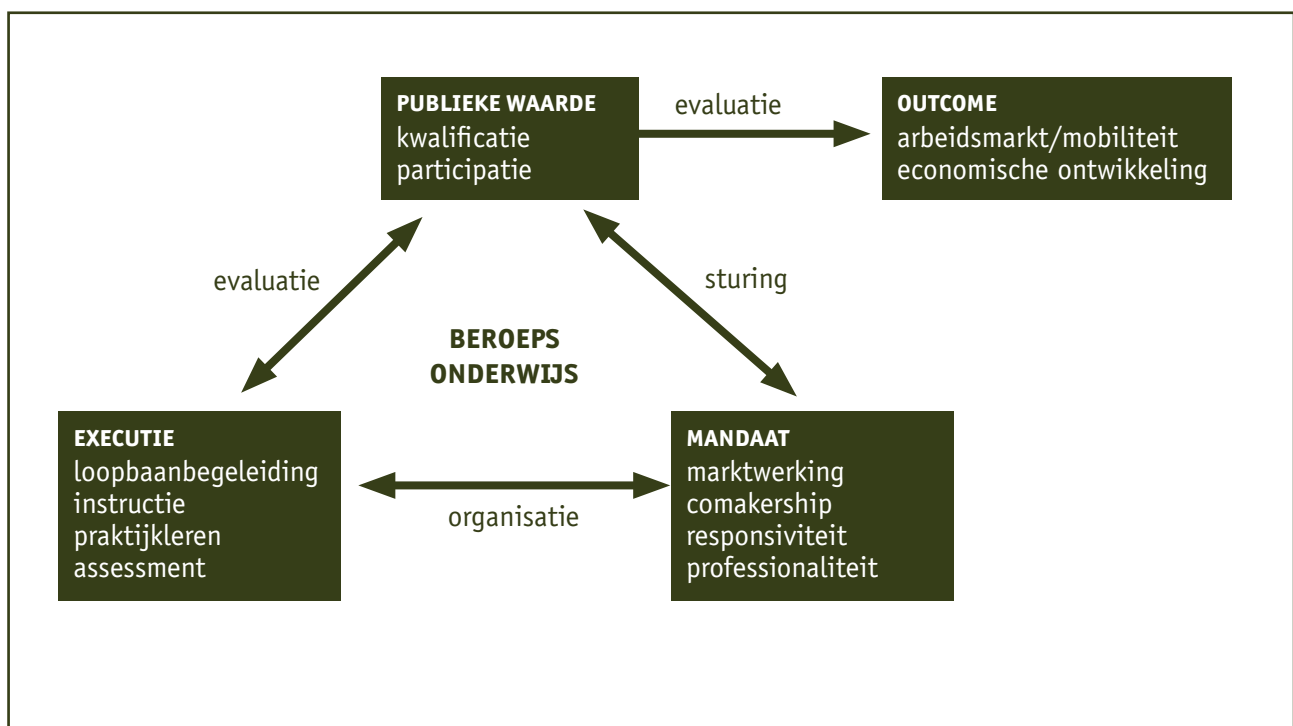 PUBLIEKE WAARDE
kwalificatie
participatie
evaluatie
OUTCOME
arbeidsmarkt/mobiliteit
economische ontwikkeling
evaluatie
sturing
BEROEPS
ONDERWIJS
EXECUTIE
loopbaanbegeleiding
instructie
praktijkleren
assessment
organisatie
MANDAAT
marktwerking
comakership
responsiviteit
professionaliteit